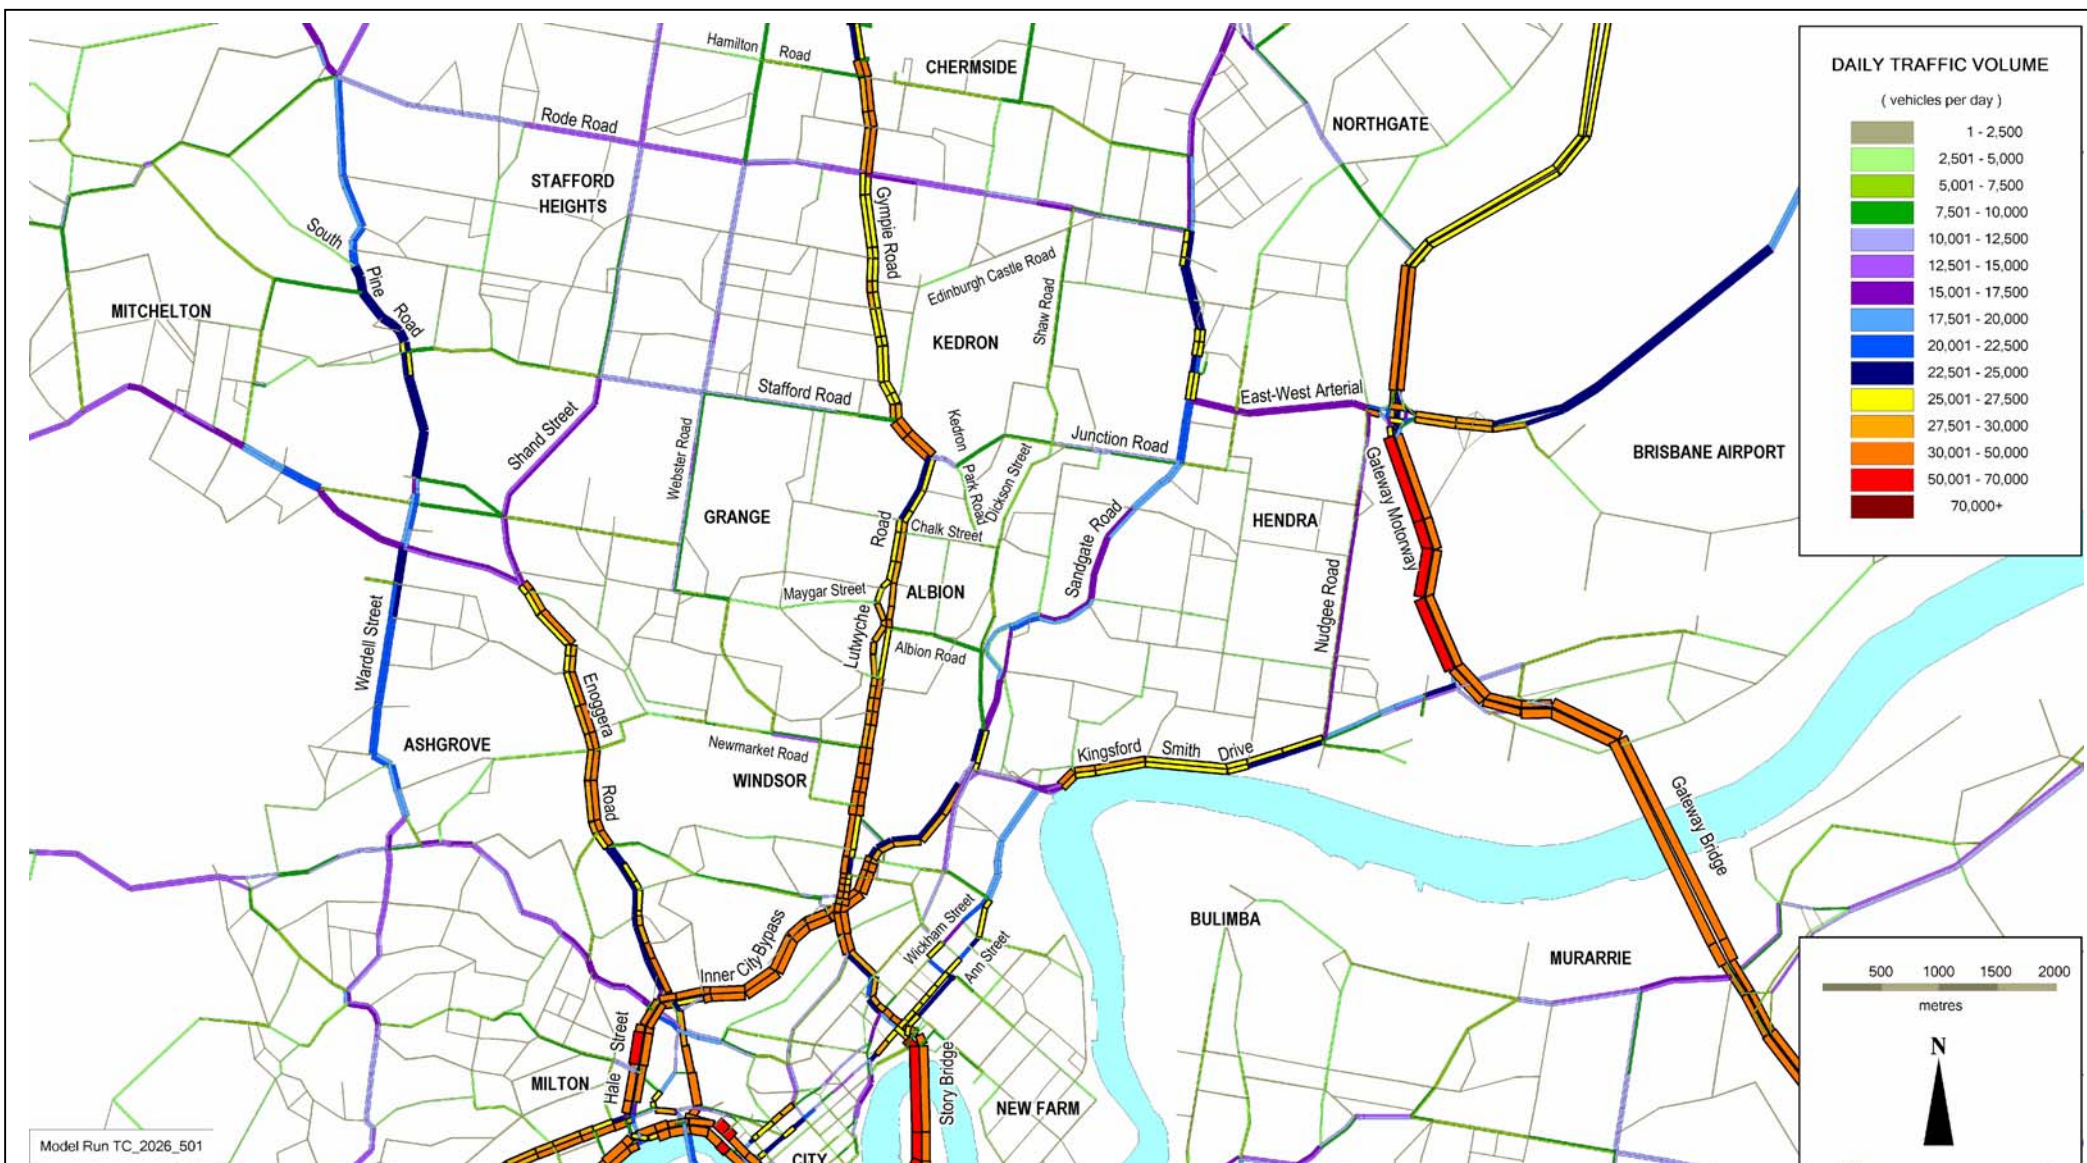 Hamilton
Road
CHERMSIDE
NORTHGATE
Rode Road
STAFFORD
HEIGHTS
South
Pine
Road
MITCHELTON
Gympie Road
Edinburgh Castle Road
Shaw Road
KEDRON
Stafford Road
East-West Arterial
Shand Street
Webster Road
Kedron
Park Road
Junction Road
Dickson Street
BRISBANE AIRPORT
GRANGE
Road
Chalk Street
Sandgate Road
HENDRA
Gateway Motorway
Nudgee Road
Maygar Street
ALBION
Lutwyche
Albion Road
Wardell Street
Enoggera
Road
ASHGROVE
Newmarket Road
WINDSOR
Kingsford
Smith
Drive
Gateway Bridge
Inner City Bypass
Wickham Street
Ann Street
BULIMBA
MURARRIE
Hale Street
MILTON
Story Bridge
NEW FARM
CITY
Model Run TC_2026_501
DAILY TRAFFIC VOLUME
( vehicles per day )
1 - 2,500
2,501 - 5,000
5,001 - 7,500
7,501 - 10,000
10,001 - 12,500
12,501 - 15,000
15,001 - 17,500
17,501 - 20,000
20,001 - 22,500
22,501 - 25,000
25,001 - 27,500
27,501 - 30,000
30,001 - 50,000
50,001 - 70,000
70,000+
500 1000 1500 2000
metres
N